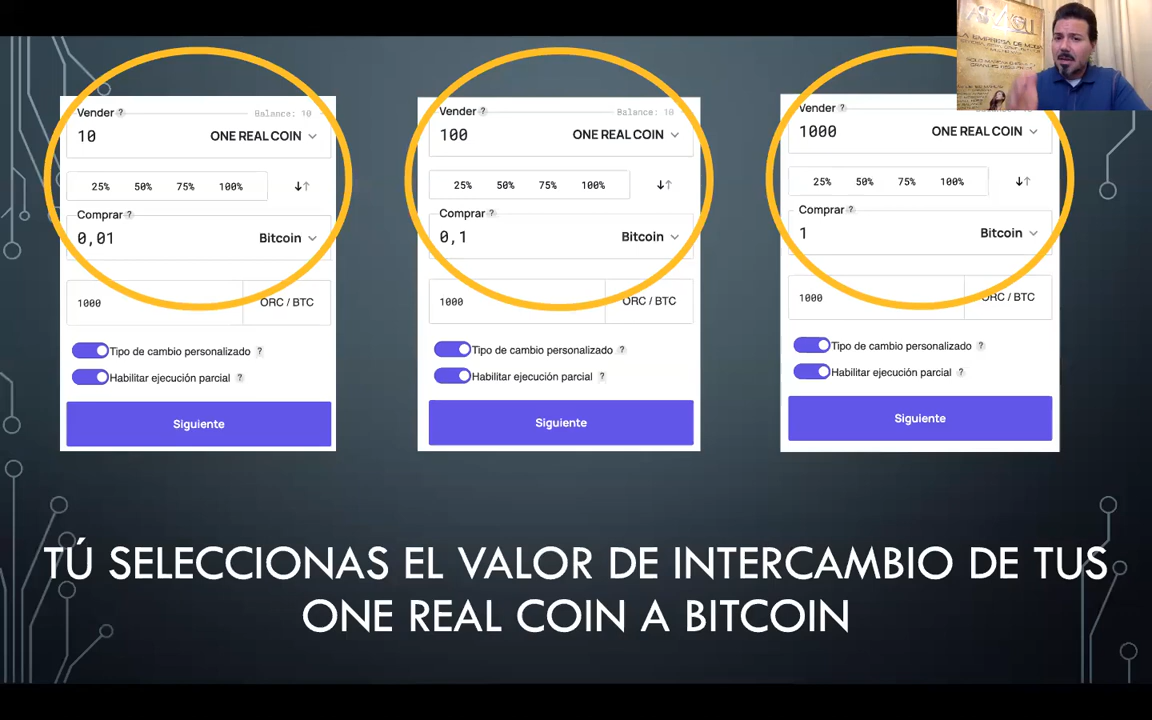 Vender ?
Balance: 10
10 ONE REAL COIN
25% 50% 75% 100%
Comprar ?
0,01 Bitcoin
1000 ORC / BTC
Tipo de cambio personalizado ?
Habilitar ejecución parcial ?
Siguiente
Vender ?
Balance: 10
100 ONE REAL COIN
25% 50% 75% 100%
Comprar ?
0,1 Bitcoin
1000 ORC / BTC
Tipo de cambio personalizado ?
Habilitar ejecución parcial ?
Siguiente
Vender ?
1000 ONE REAL COIN
25% 50% 75% 100%
Comprar ?
1 Bitcoin
1000 ORC / BTC
Tipo de cambio personalizado ?
Habilitar ejecución parcial ?
Siguiente
LA EMPRESA DE MODA
TÚ SELECCIONAS EL VALOR DE INTERCAMBIO DE TUS
ONE REAL COIN A BITCOIN